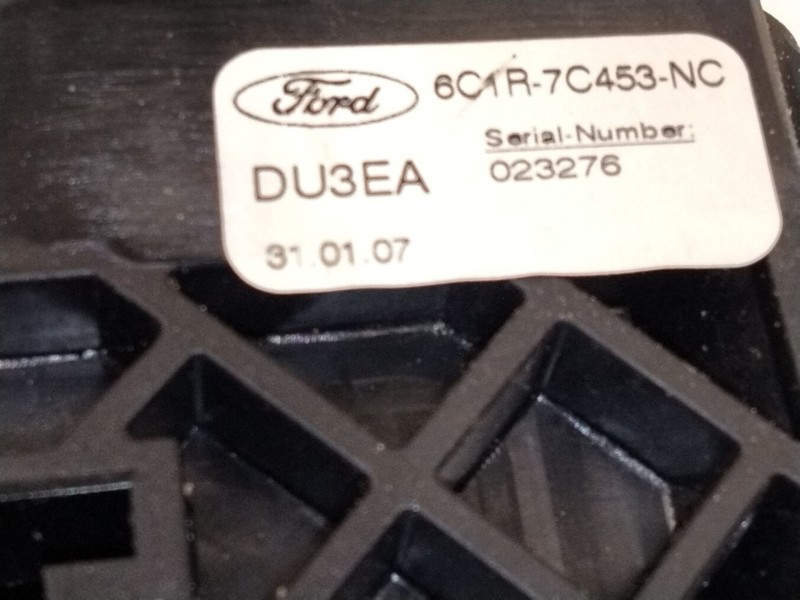 Ford 6C1R-7C453-NC
Serial-Number:
DU3EA 023276
31.01.07